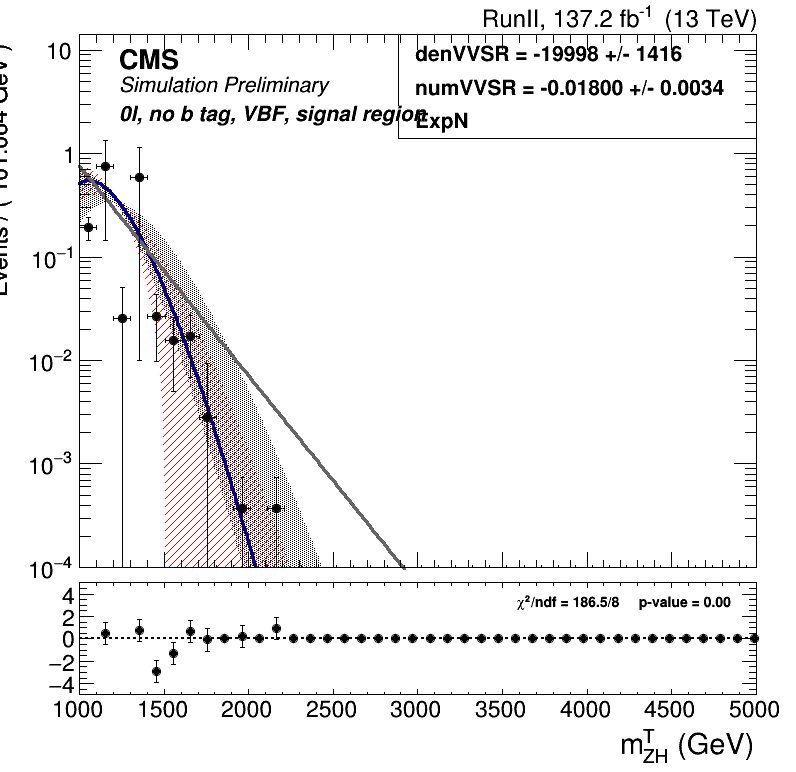 RunII, 137.2 fb⁻¹ (13 TeV)
CMS
Simulation Preliminary
0l, no b tag, VBF, signal region
denVVSR = -19998 +/- 1416
numVVSR = -0.01800 +/- 0.0034
ExpN
Events /
10
1
10⁻¹
10⁻²
10⁻³
10⁻⁴
χ²/ndf = 186.5/8 p-value = 0.00
4
2
0
−2
−4
1000 1500 2000 2500 3000 3500 4000 4500 5000
m^T_ZH (GeV)